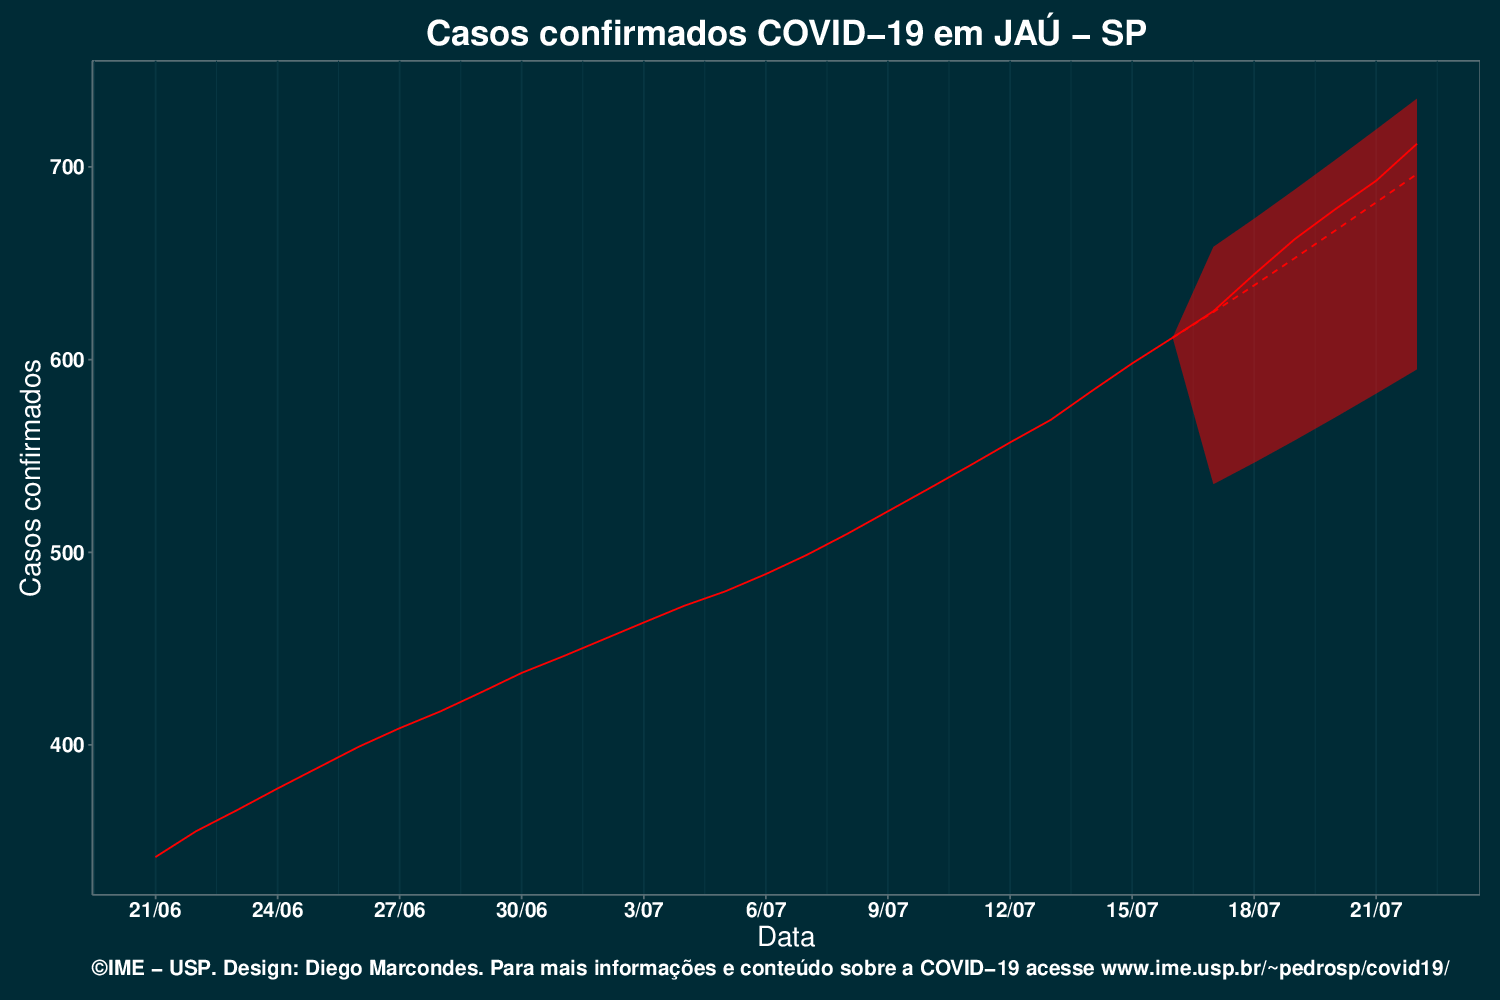 Casos confirmados COVID−19 em JAÚ − SP
Casos confirmados
700
600
500
400
21/06 24/06 27/06 30/06 3/07 6/07 9/07 12/07 15/07 18/07 21/07
Data
©IME − USP. Design: Diego Marcondes. Para mais informações e conteúdo sobre a COVID−19 acesse www.ime.usp.br/~pedrosp/covid19/